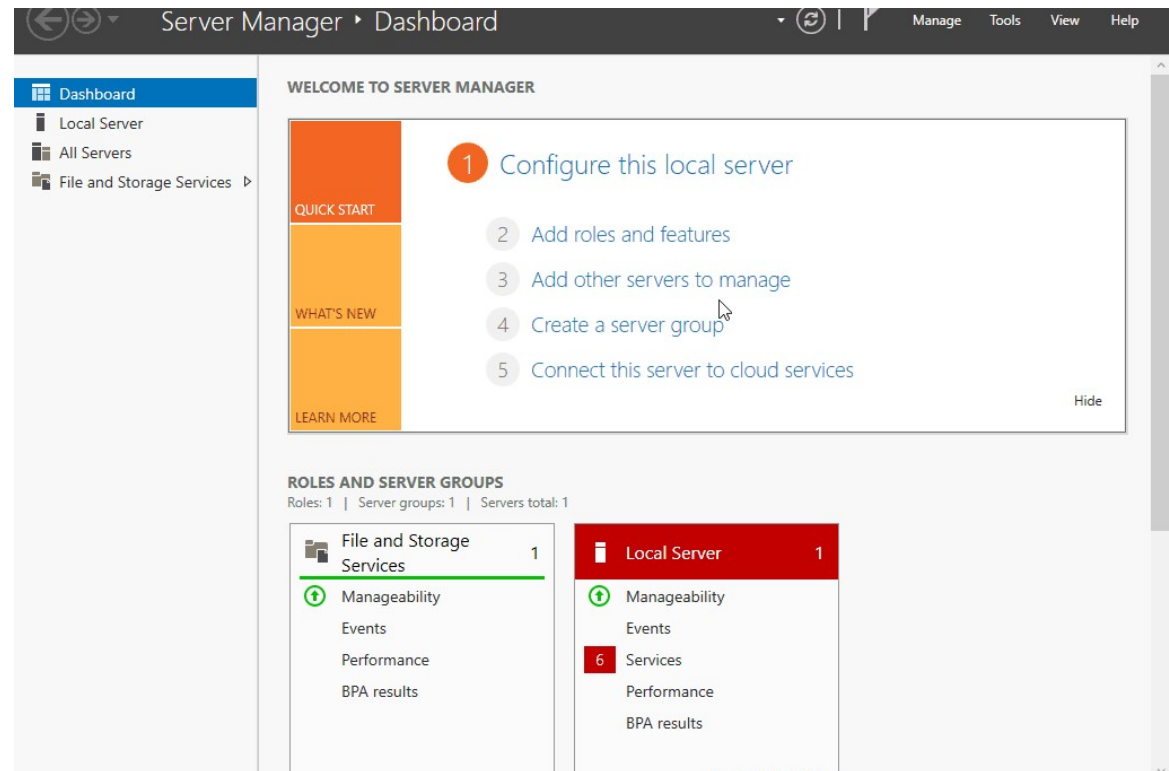 Server Manager ‣ Dashboard
Manage Tools View Help
Dashboard
Local Server
All Servers
File and Storage Services
WELCOME TO SERVER MANAGER
QUICK START
WHAT'S NEW
LEARN MORE
1 Configure this local server
2 Add roles and features
3 Add other servers to manage
4 Create a server group
5 Connect this server to cloud services
Hide
ROLES AND SERVER GROUPS
Roles: 1 | Server groups: 1 | Servers total: 1
File and Storage
Services
1
Manageability
Events
Performance
BPA results
Local Server 1
Manageability
Events
6 Services
Performance
BPA results